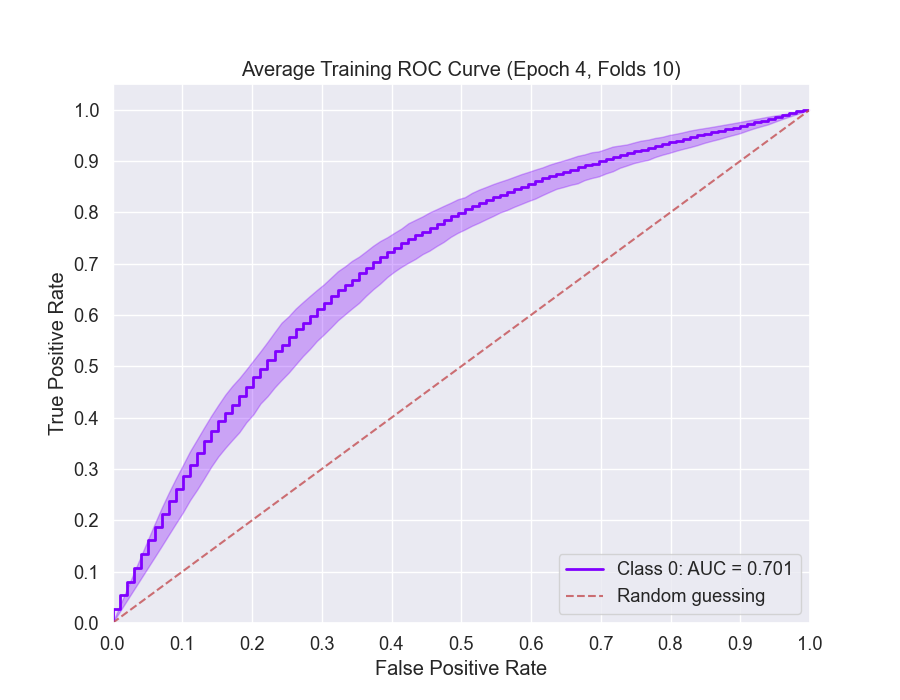 Average Training ROC Curve (Epoch 4, Folds 10)
True Positive Rate
1.0
0.9
0.8
0.7
0.6
0.5
0.4
0.3
0.2
0.1
0.0
Class 0: AUC = 0.701
Random guessing
0.0 0.1 0.2 0.3 0.4 0.5 0.6 0.7 0.8 0.9 1.0
False Positive Rate